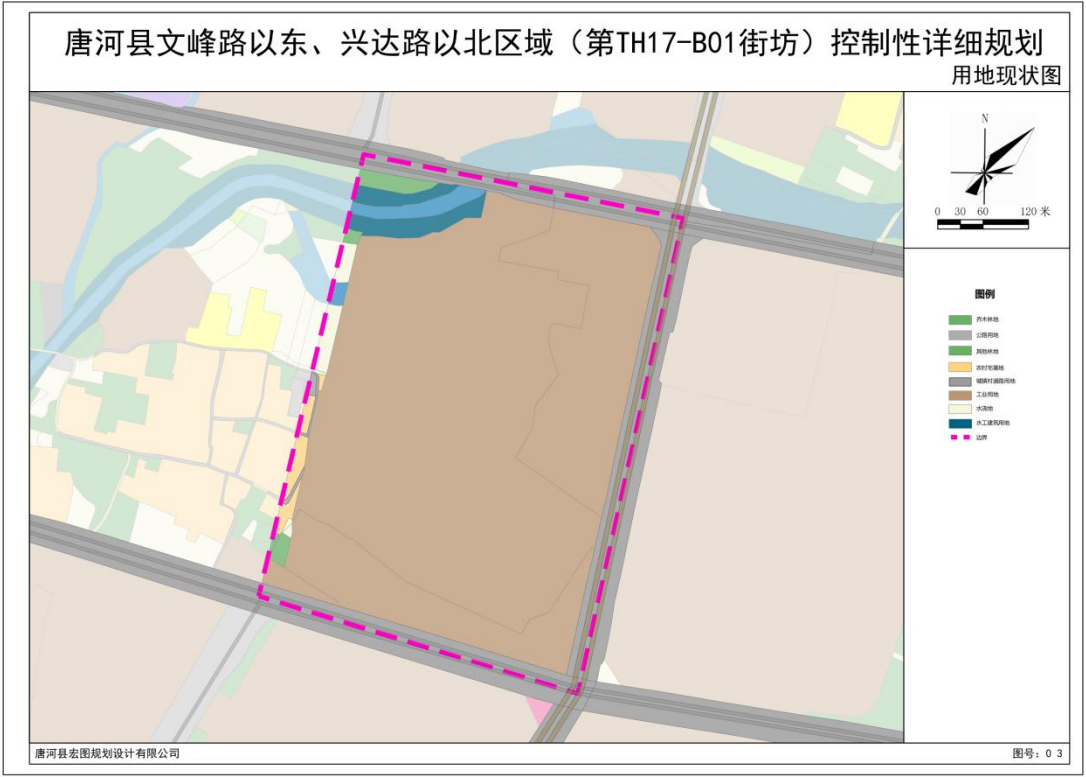 唐河县文峰路以东、兴达路以北区域（第TH17-B01街坊）控制性详细规划
用地现状图
N
0 30 60 120 米
图例
乔木林地
公路用地
其他林地
农村宅基地
城镇村道路用地
工业用地
水浇地
水工建筑用地
边界
唐河县宏图规划设计有限公司
图号：03